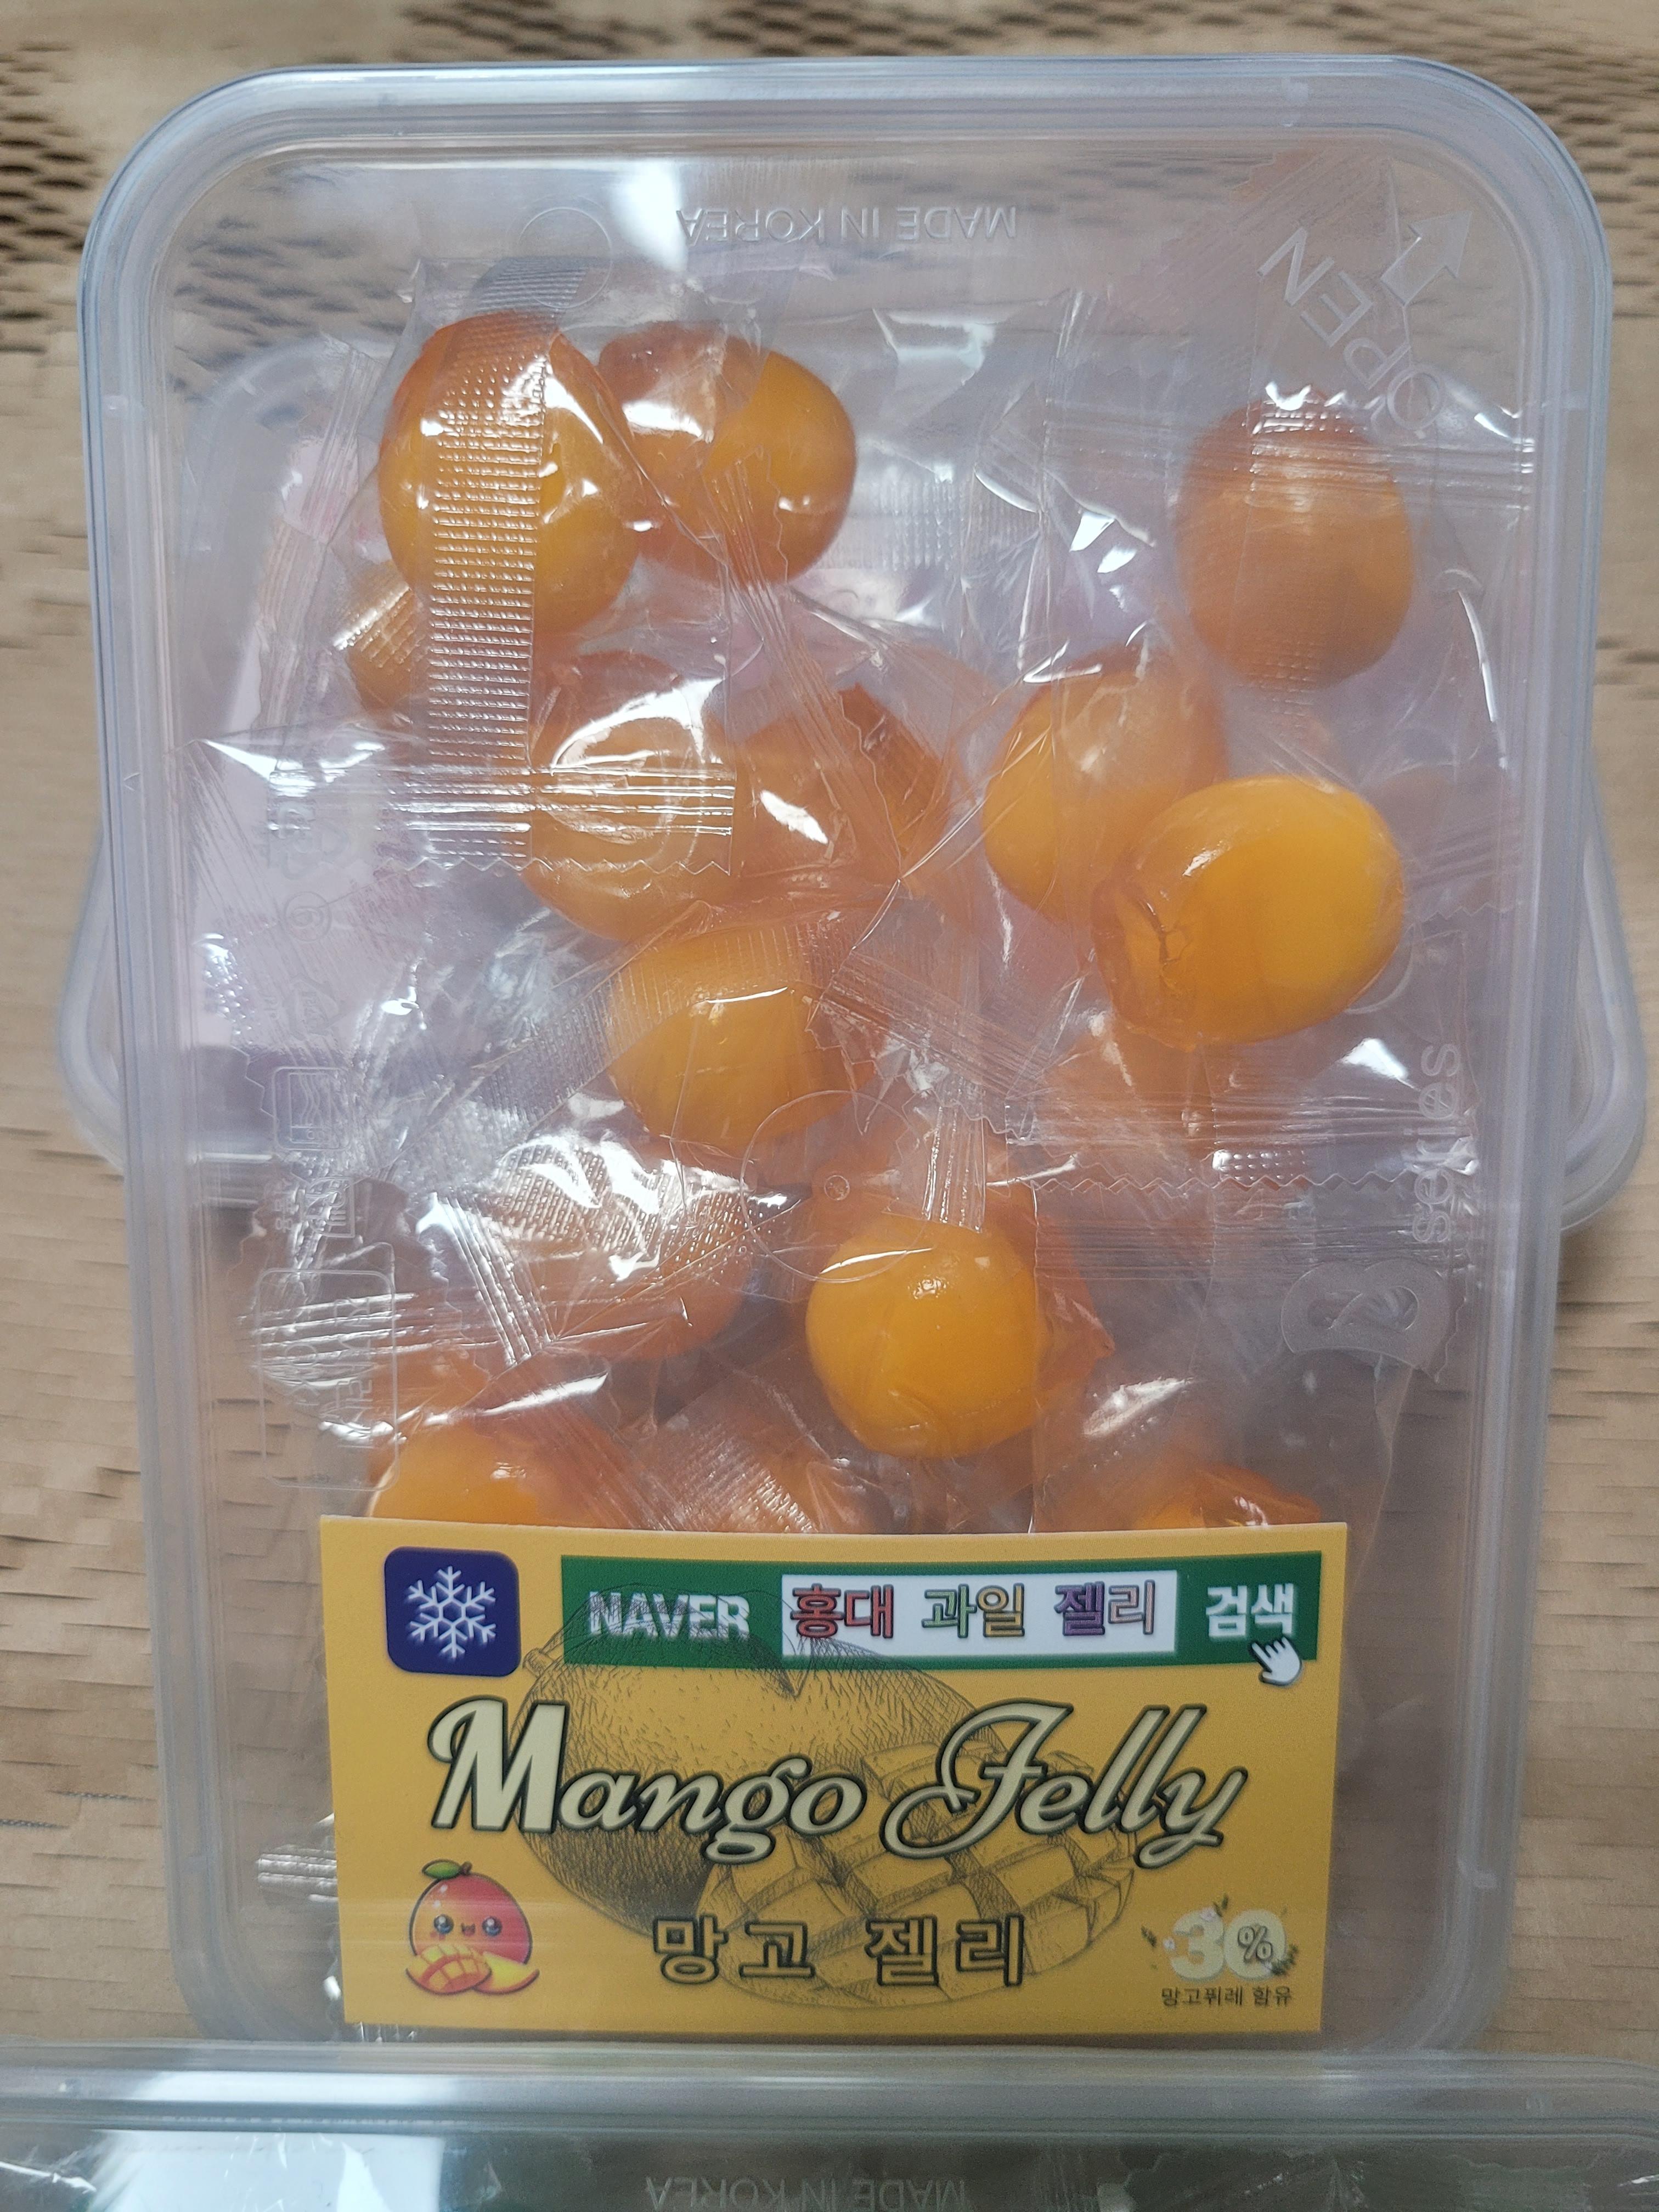 MADE IN KOREA
OPEN
series
NAVER 홍대 과일 젤리 검색
Mango Jelly
망고 젤리
30%
망고퓌레 함유
MADE IN KOREA